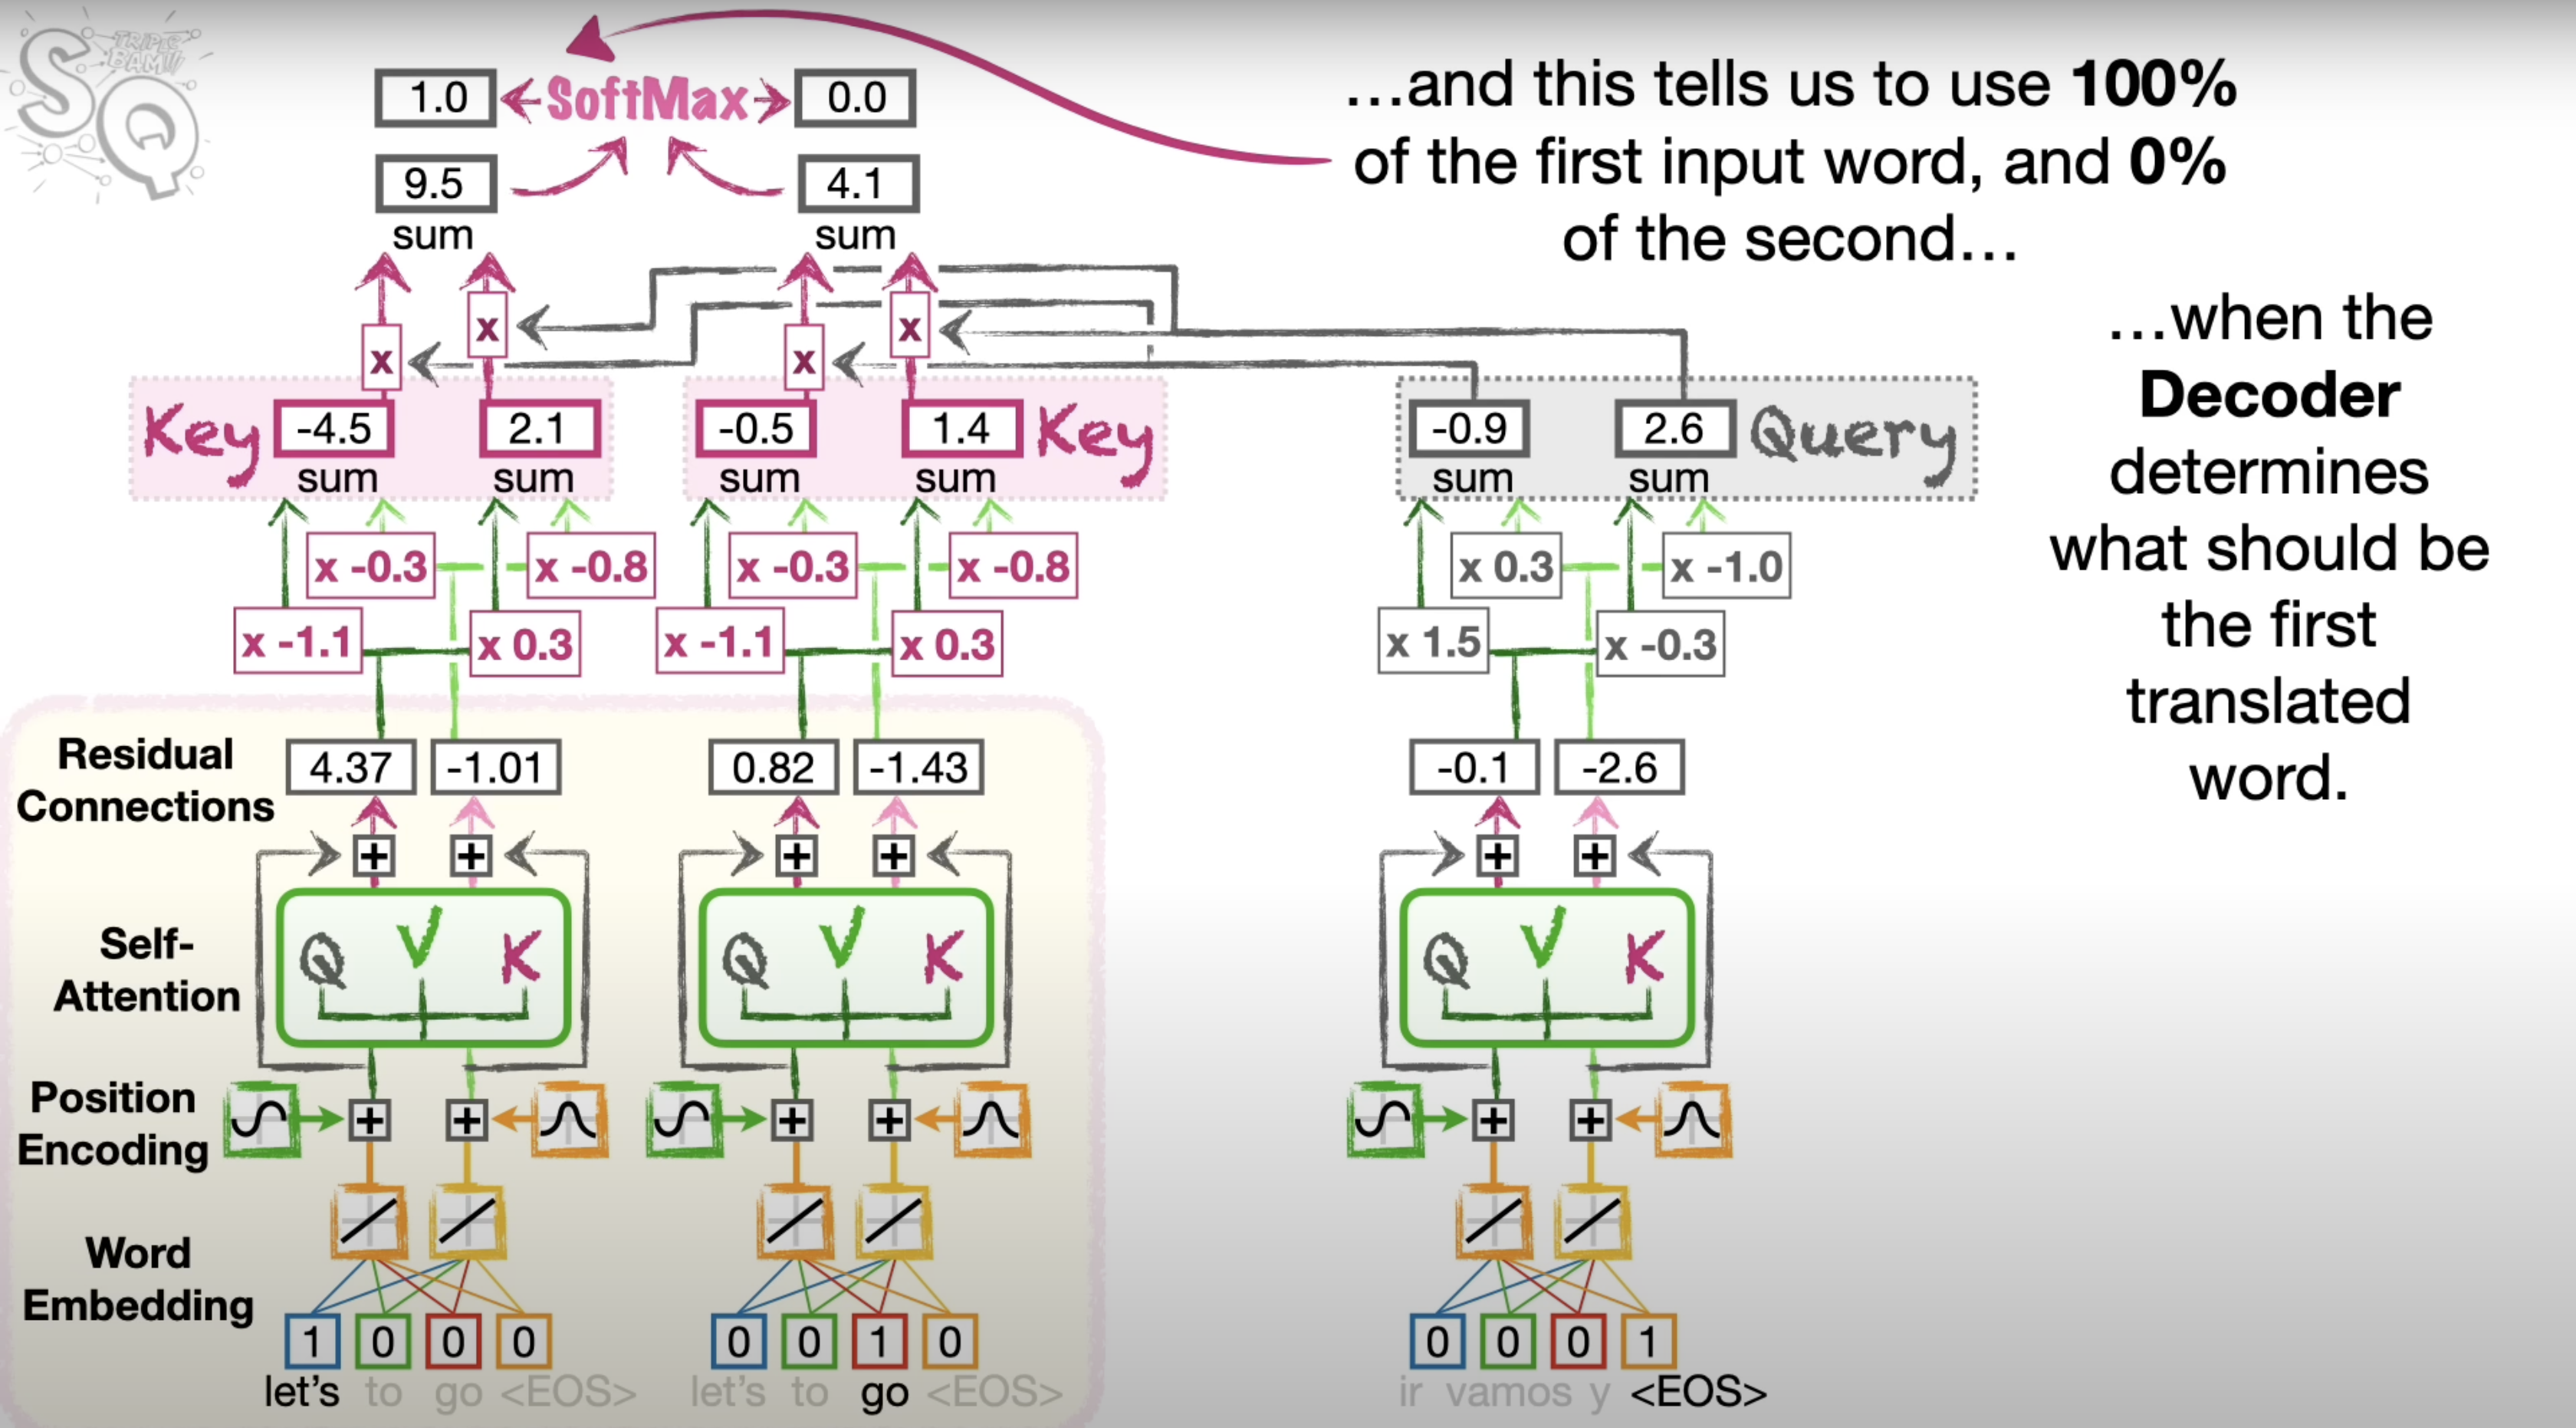 SQ
TRIPLE
BAM!!!
1.0 SoftMax 0.0
9.5 4.1
sum sum
…and this tells us to use 100%
of the first input word, and 0%
of the second…
…when the
Decoder
determines
what should be
the first
translated
word.
x x x x
Key -4.5 2.1 -0.5 1.4 Key -0.9 2.6 Query
sum sum sum sum sum sum
x -0.3 x -0.8 x -0.3 x -0.8 x 0.3 x -1.0
x -1.1 x 0.3 x -1.1 x 0.3 x 1.5 x -0.3
Residual
Connections
4.37 -1.01 0.82 -1.43 -0.1 -2.6
+ + + + + +
Self-
Attention
Q V K Q V K Q V K
Position
Encoding
+ + + + + +
Word
Embedding
1 0 0 0 0 0 1 0 0 0 0 1
let's to go <EOS> let's to go <EOS> ir vamos y <EOS>